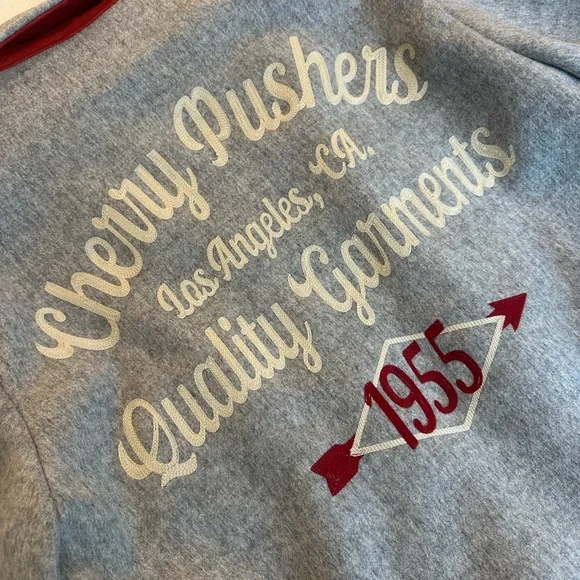 Cherry Pushers
Los Angeles, CA.
Quality Garments
1955